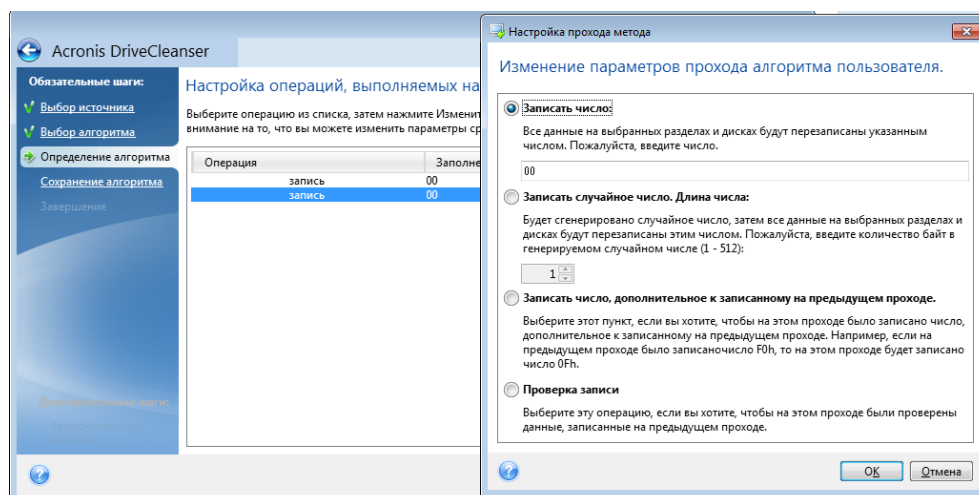 Acronis DriveCleanser
Обязательные шаги:
Выбор источника
Выбор алгоритма
Определение алгоритма
Сохранение алгоритма
Завершение
Настройка операций, выполняемых на
Выберите операцию из списка, затем нажмите Изменит
внимание на то, что вы можете изменить параметры ср
Операция Заполне
запись 00
запись 00
Дополнительные шаги:
Настройка прохода метода
Изменение параметров прохода алгоритма пользователя.
Записать число:
Все данные на выбранных разделах и дисках будут перезаписаны указанным
числом. Пожалуйста, введите число.
00
Записать случайное число. Длина числа:
Будет сгенерировано случайное число, затем все данные на выбранных разделах и
дисках будут перезаписаны этим числом. Пожалуйста, введите количество байт в
генерируемом случайном числе (1 - 512):
1
Записать число, дополнительное к записанному на предыдущем проходе.
Выберите этот пункт, если вы хотите, чтобы на этом проходе было записано число,
дополнительное к записанному на предыдущем проходе. Например, если на
предыдущем проходе было записаночисло F0h, то на этом проходе будет записано
число 0Fh.
Проверка записи
Выберите эту операцию, если вы хотите, чтобы на этом проходе были проверены
данные, записанные на предыдущем проходе.
OK Отмена